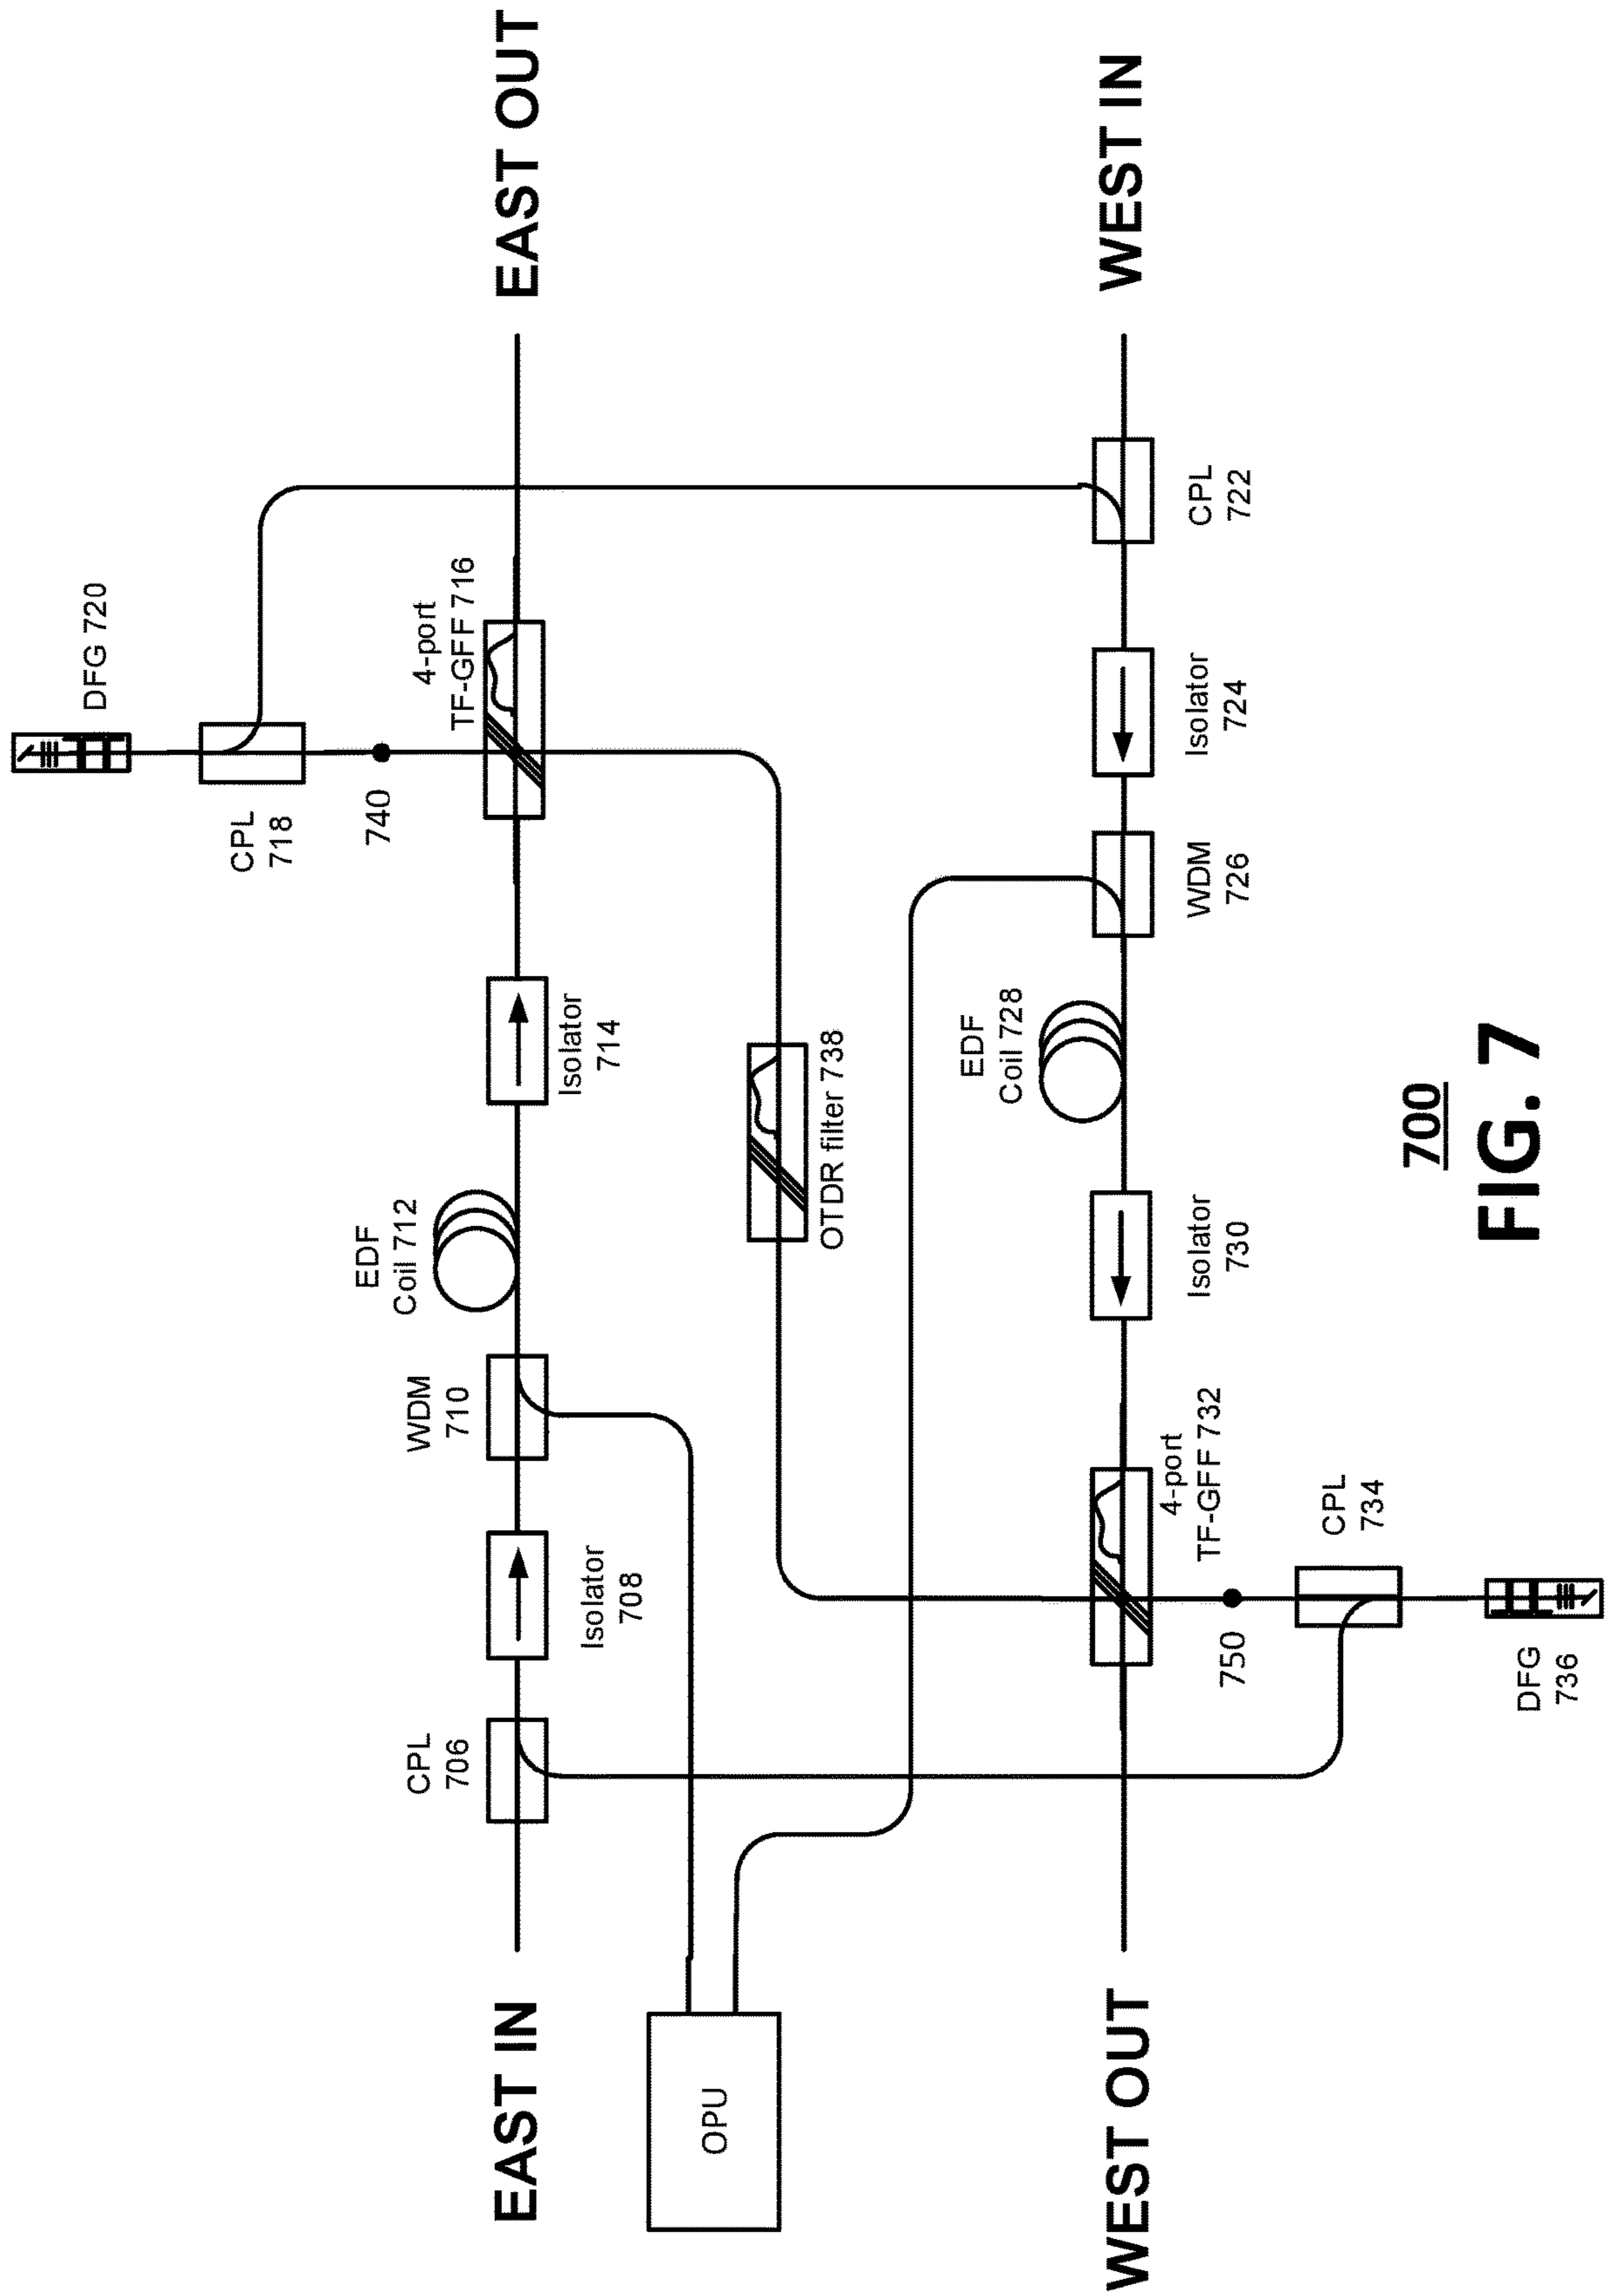 DFG 720
CPL
718
740
4-port
TF-GFF 716
EDF
Coil 712
WDM
710
CPL
706
EAST IN
EAST OUT
Isolator
708
Isolator
714
OPU
OTDR filter 738
EDF
Coil 728
WEST OUT
WEST IN
4-port
TF-GFF 732
Isolator
730
WDM
726
Isolator
724
CPL
722
750
CPL
734
DFG
736
700
FIG. 7